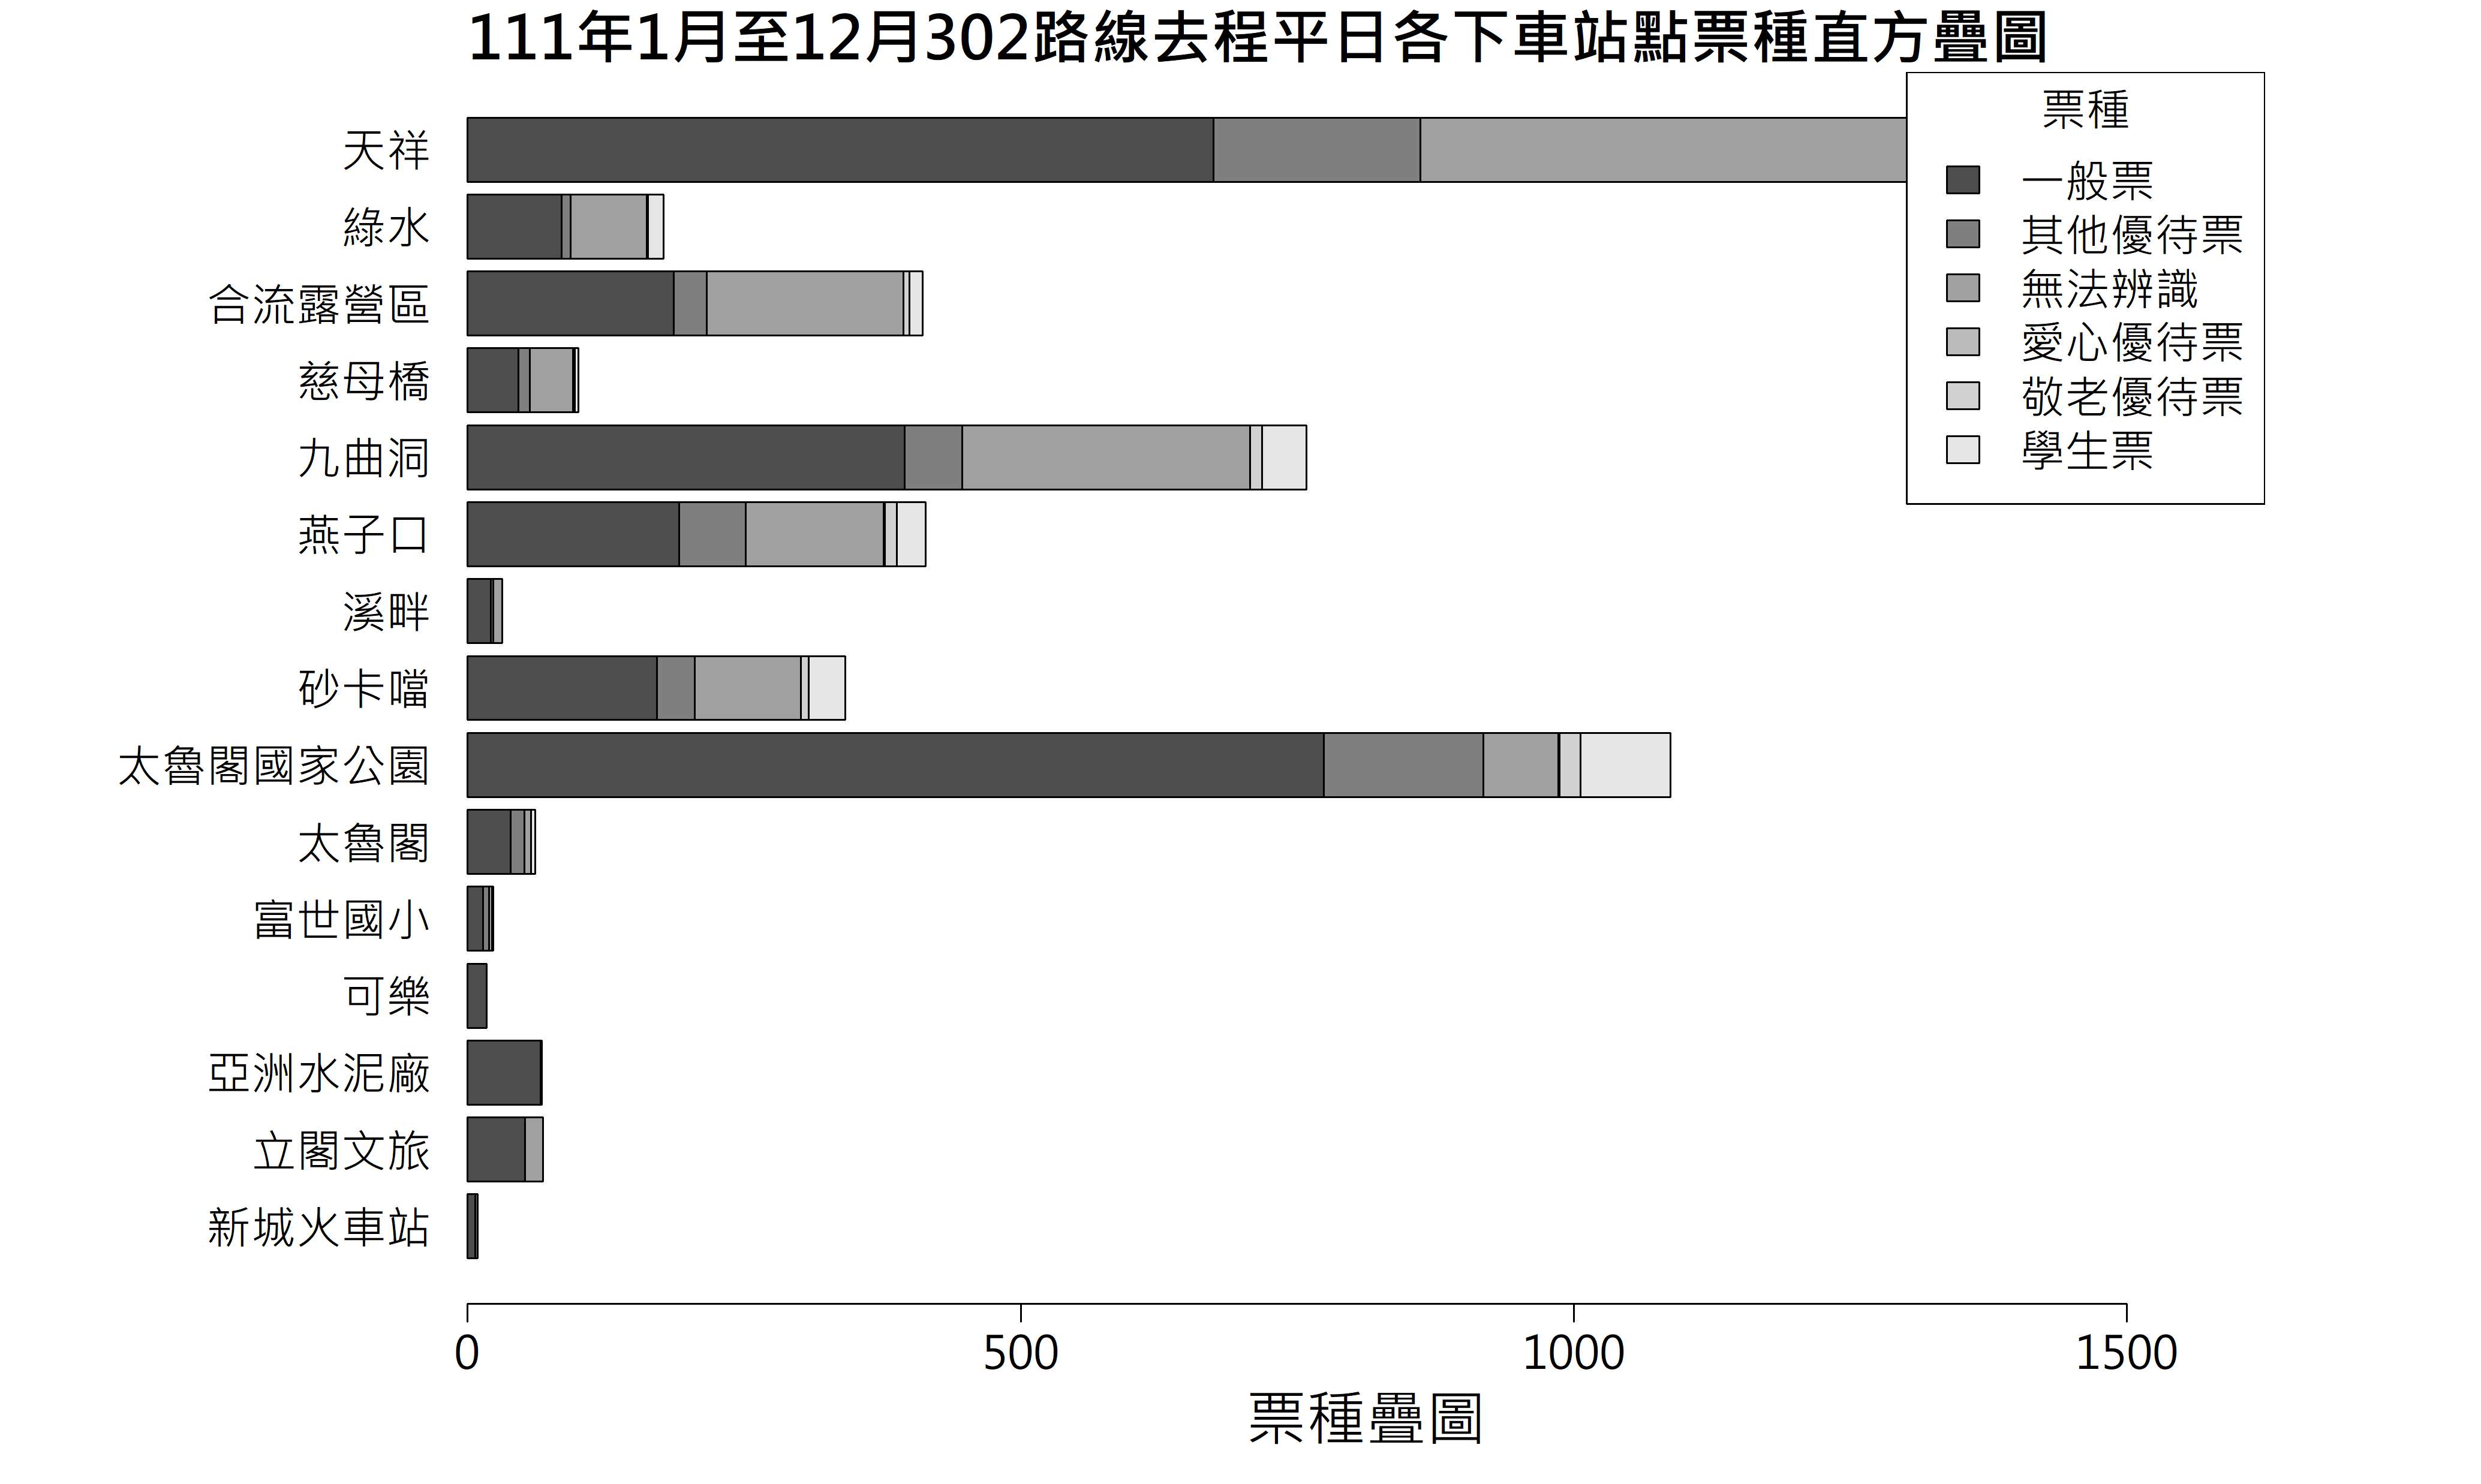 111年1月至12月302路線去程平日各下車站點票種直方疊圖
票種
一般票
其他優待票
無法辨識
愛心優待票
敬老優待票
學生票
天祥
綠水
合流露營區
慈母橋
九曲洞
燕子口
溪畔
砂卡噹
太魯閣國家公園
太魯閣
富世國小
可樂
亞洲水泥廠
立閣文旅
新城火車站
0 500 1000 1500
票種疊圖